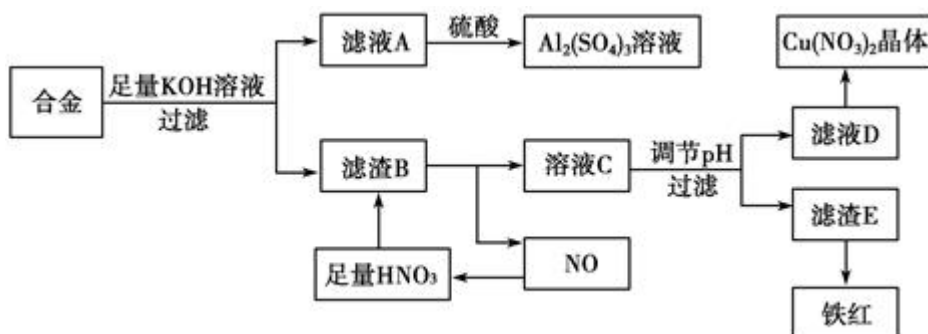 合金
足量KOH溶液
过滤
滤液A
硫酸
Al₂(SO₄)₃溶液
Cu(NO₃)₂晶体
滤渣B
溶液C
调节pH
过滤
滤液D
滤渣E
足量HNO₃
NO
铁红